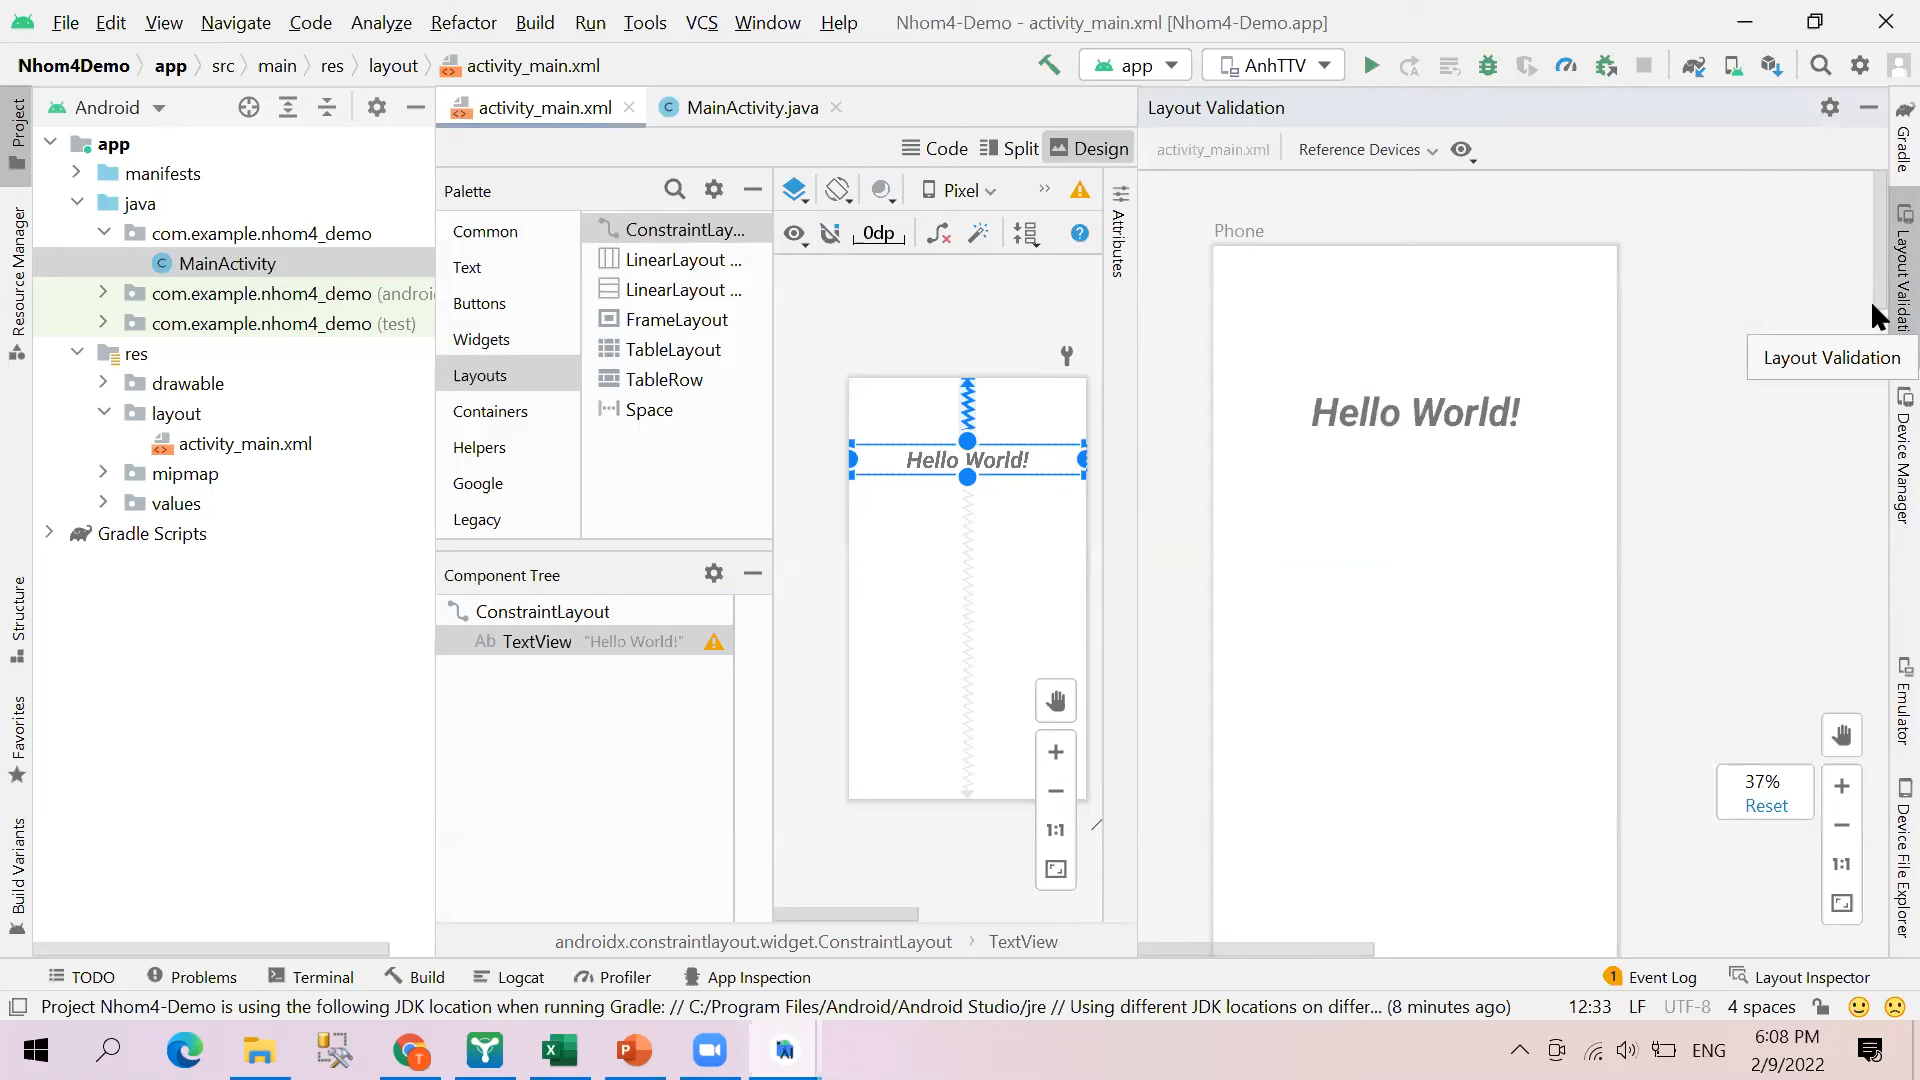 File Edit View Navigate Code Analyze Refactor Build Run Tools VCS Window Help Nhom4-Demo - activity_main.xml [Nhom4-Demo.app]
Nhom4Demo app src main res layout activity_main.xml app AnhTTV
Project
Resource Manager
Structure
Favorites
Build Variants
Android
app
manifests
java
com.example.nhom4_demo
MainActivity
com.example.nhom4_demo (androi
com.example.nhom4_demo (test)
res
drawable
layout
activity_main.xml
mipmap
values
Gradle Scripts
activity_main.xml MainActivity.java
Code Split Design
Palette
Common
Text
Buttons
Widgets
Layouts
Containers
Helpers
Google
Legacy
ConstraintLay...
LinearLayout ...
LinearLayout ...
FrameLayout
TableLayout
TableRow
Space
Component Tree
ConstraintLayout
Ab TextView "Hello World!"
Pixel
0dp
Hello World!
1:1
Attributes
androidx.constraintlayout.widget.ConstraintLayout TextView
Layout Validation
activity_main.xml Reference Devices
Phone
Hello World!
Layout Validation
37%
Reset
1:1
Gradle
Layout Validati
Device Manager
Emulator
Device File Explorer
TODO Problems Terminal Build Logcat Profiler App Inspection 1 Event Log Layout Inspector
Project Nhom4-Demo is using the following JDK location when running Gradle: // C:/Program Files/Android/Android Studio/jre // Using different JDK locations on differ... (8 minutes ago) 12:33 LF UTF-8 4 spaces
ENG
6:08 PM
2/9/2022